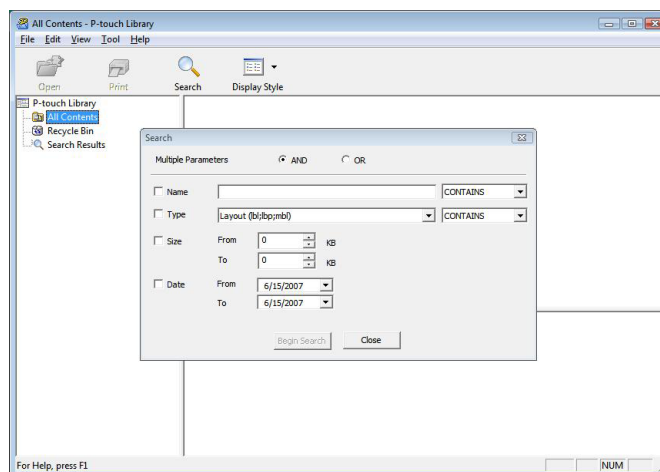 All Contents - P-touch Library
File Edit View Tool Help
Open Print Search Display Style
P-touch Library
All Contents
Recycle Bin
Search Results
Search
Multiple Parameters AND OR
Name CONTAINS
Type Layout (lbl;lbp;mbl) CONTAINS
Size From 0 KB
To 0 KB
Date From 6/15/2007
To 6/15/2007
Begin Search Close
For Help, press F1 NUM